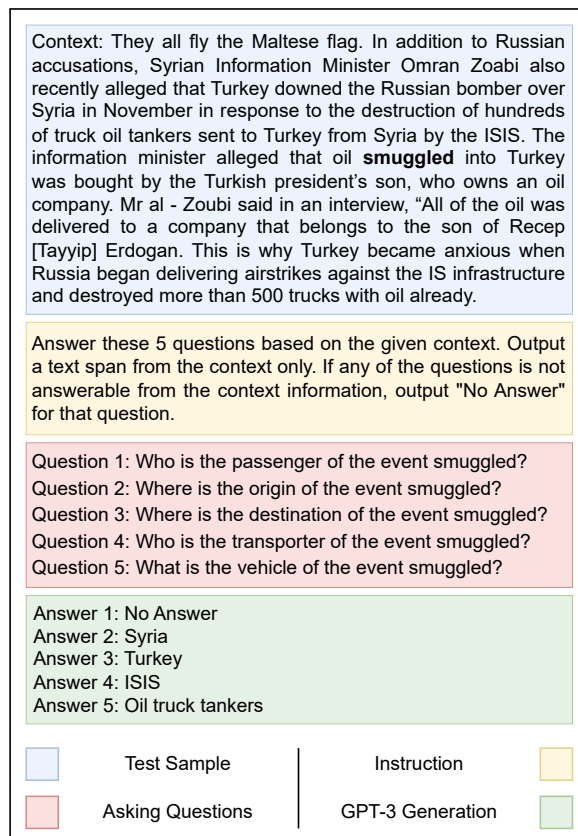 Context: They all fly the Maltese flag. In addition to Russian
accusations, Syrian Information Minister Omran Zoabi also
recently alleged that Turkey downed the Russian bomber over
Syria in November in response to the destruction of hundreds
of truck oil tankers sent to Turkey from Syria by the ISIS. The
information minister alleged that oil smuggled into Turkey
was bought by the Turkish president's son, who owns an oil
company. Mr al - Zoubi said in an interview, “All of the oil was
delivered to a company that belongs to the son of Recep
[Tayyip] Erdogan. This is why Turkey became anxious when
Russia began delivering airstrikes against the IS infrastructure
and destroyed more than 500 trucks with oil already.
Answer these 5 questions based on the given context. Output
a text span from the context only. If any of the questions is not
answerable from the context information, output "No Answer"
for that question.
Question 1: Who is the passenger of the event smuggled?
Question 2: Where is the origin of the event smuggled?
Question 3: Where is the destination of the event smuggled?
Question 4: Who is the transporter of the event smuggled?
Question 5: What is the vehicle of the event smuggled?
Answer 1: No Answer
Answer 2: Syria
Answer 3: Turkey
Answer 4: ISIS
Answer 5: Oil truck tankers
Test Sample
Instruction
Asking Questions
GPT-3 Generation